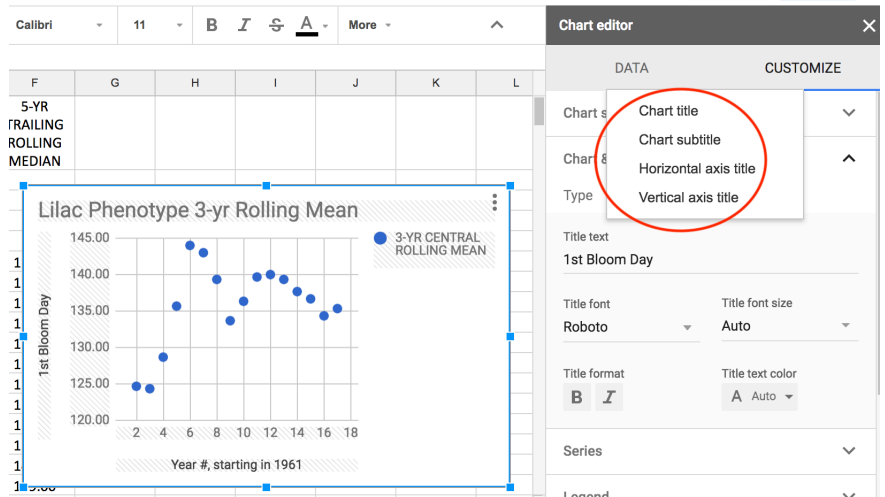 Calibri 11 B I S A More
Chart editor
DATA CUSTOMIZE
F G H I J K L
5-YR
TRAILING
ROLLING
MEDIAN
Chart s
Chart title
Chart subtitle
Horizontal axis title
Vertical axis title
Chart &
Type
Title text
1st Bloom Day
Title font Title font size
Roboto Auto
Title format Title text color
B I A Auto
Series
Legend
Lilac Phenotype 3-yr Rolling Mean
3-YR CENTRAL
ROLLING MEAN
1st Bloom Day
145.00
140.00
135.00
130.00
125.00
120.00
2 4 6 8 10 12 14 16 18
Year #, starting in 1961